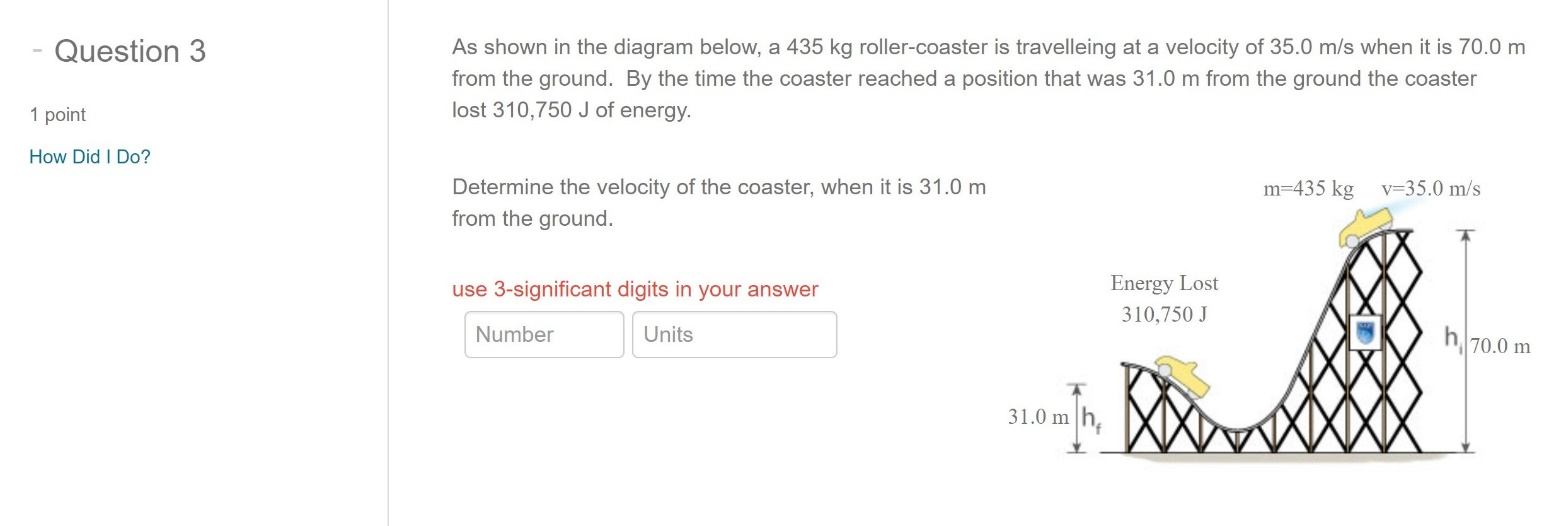 - Question 3
1 point
How Did I Do?
As shown in the diagram below, a 435 kg roller-coaster is travelleing at a velocity of 35.0 m/s when it is 70.0 m
from the ground. By the time the coaster reached a position that was 31.0 m from the ground the coaster
lost 310,750 J of energy.
Determine the velocity of the coaster, when it is 31.0 m
from the ground.
use 3-significant digits in your answer
Number
Units
m=435 kg
v=35.0 m/s
Energy Lost
310,750 J
hᵢ 70.0 m
31.0 m h_f